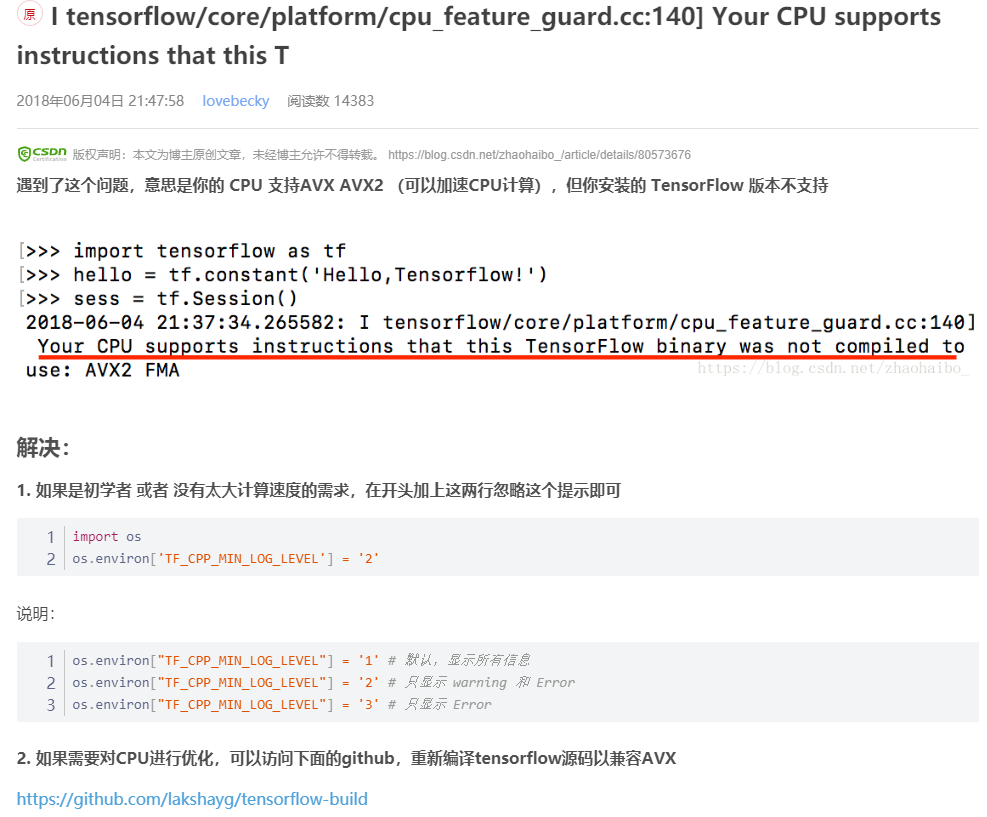 原 I tensorflow/core/platform/cpu_feature_guard.cc:140] Your CPU supports
instructions that this T
2018年06月04日 21:47:58 lovebecky 阅读数 14383
CSDN Certification 版权声明：本文为博主原创文章，未经博主允许不得转载。 https://blog.csdn.net/zhaohaibo_/article/details/80573676
遇到了这个问题，意思是你的 CPU 支持AVX AVX2 （可以加速CPU计算），但你安装的 TensorFlow 版本不支持
[>>> import tensorflow as tf
[>>> hello = tf.constant('Hello,Tensorflow!')
[>>> sess = tf.Session()
2018-06-04 21:37:34.265582: I tensorflow/core/platform/cpu_feature_guard.cc:140]
Your CPU supports instructions that this TensorFlow binary was not compiled to
use: AVX2 FMA
https://blog.csdn.net/zhaohaibo_
解决：
1. 如果是初学者 或者 没有太大计算速度的需求，在开头加上这两行忽略这个提示即可
1 import os
2 os.environ['TF_CPP_MIN_LOG_LEVEL'] = '2'
说明：
1 os.environ["TF_CPP_MIN_LOG_LEVEL"] = '1' # 默认，显示所有信息
2 os.environ["TF_CPP_MIN_LOG_LEVEL"] = '2' # 只显示 warning 和 Error
3 os.environ["TF_CPP_MIN_LOG_LEVEL"] = '3' # 只显示 Error
2. 如果需要对CPU进行优化，可以访问下面的github，重新编译tensorflow源码以兼容AVX
https://github.com/lakshayg/tensorflow-build